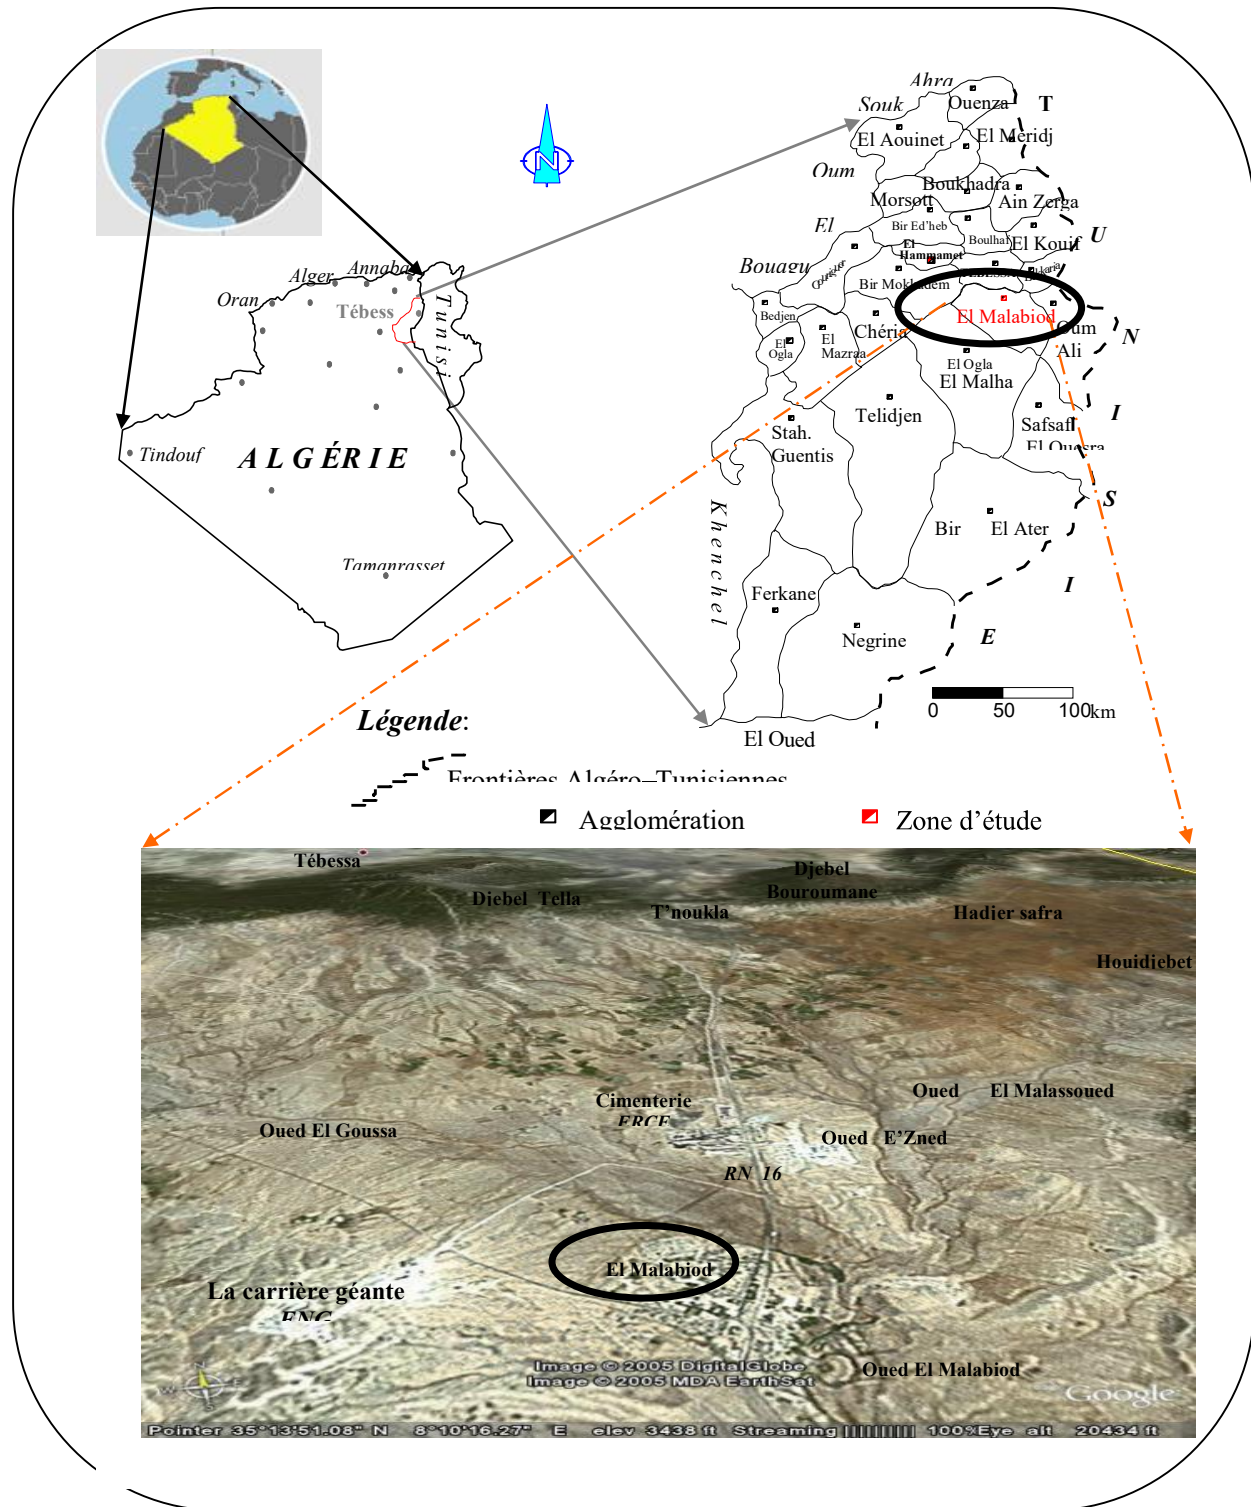 Ahra
Souk
Ouenza
T
El Aouinet
El Méridj
Oum
Boukhadra
Morsott
Ain Zerga
El
Bir Ed'heb
Boulhaf
El Kouif
U
El
Hammamet
Bouagu
Bir Mokkadem
Bedjen
Chéria
El Malabiod
Oum
Ali
N
El
Ogla
El
Mazraa
El Ogla
El Malha
Telidjen
Safsaf
El Ouesra
I
Stah.
Guentis
S
Khenchel
Bir El Ater
I
Ferkane
Negrine
E
0 50 100km
El Oued
N
Alger
Annaba
Oran
Tébess
Tunisi
Tindouf
ALGÉRIE
Tamanrasset
Légende:
Frontières Algéro–Tunisiennes
Agglomération
Zone d'étude
Tébessa
Djebel Tella
T'noukla
Djebel
Bouroumane
Hadjer safra
Houidjebet
Oued El Malassoued
Cimenterie
ERCE
Oued El Goussa
Oued E'Zned
RN 16
El Malabiod
La carrière géante
ENG
Oued El Malabiod
N
W E
S
Image © 2005 DigitalGlobe
Image © 2005 MDA EarthSat
Google
Pointer 35°13'51.08" N 8°10'16.27" E elev 3438 ft Streaming |||||||||| 100% Eye alt 20434 ft